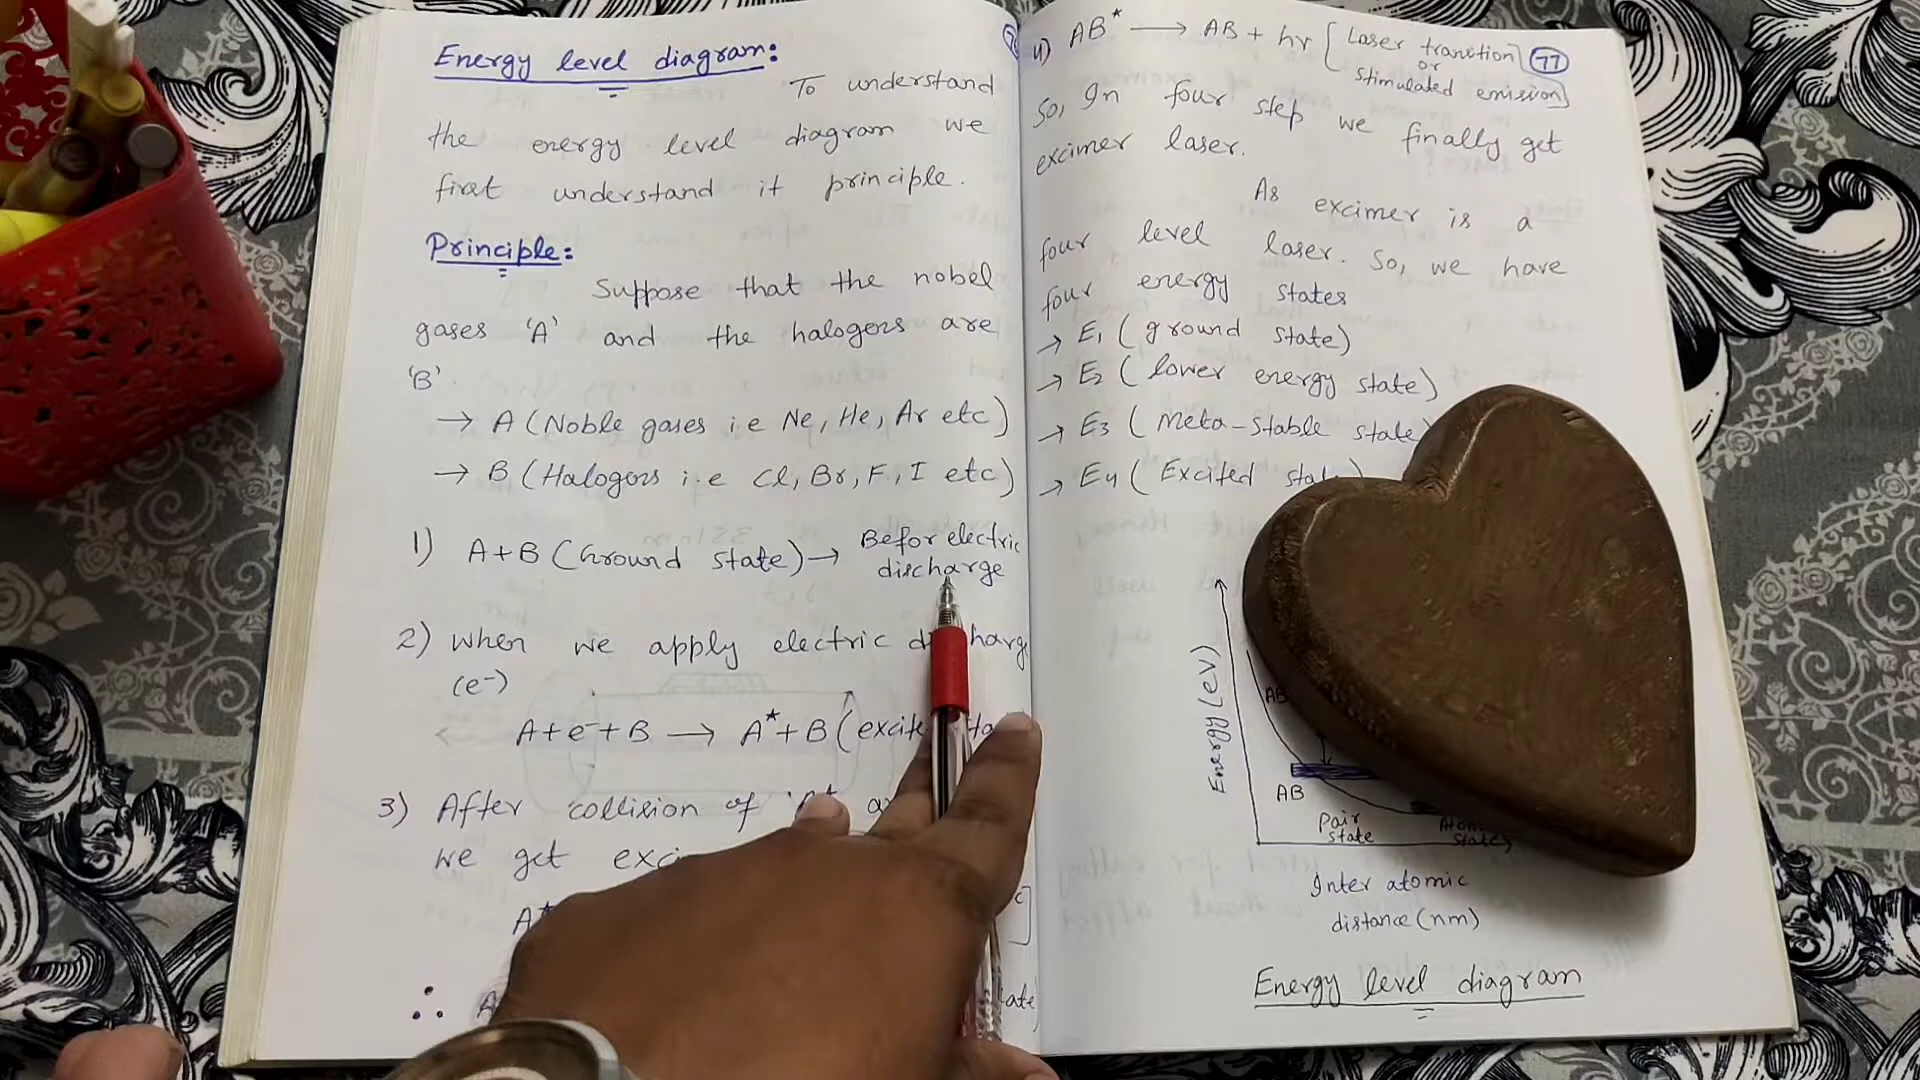 Energy level diagram:
To understand
the energy level diagram we
first understand it principle.
Principle:
Suppose that the nobel
gases 'A' and the halogens are
'B'.
→ A (Noble gases i.e Ne, He, Ar etc)
→ B (Halogens i.e Cl, Br, F, I etc)
1) A+B (Ground state) → Befor electric
discharge
2) when we apply electric
(e-)
A+e-+B → A*+B (excite
3) After collision of 'A*
we get
A*
∴
4) AB* → AB + hν [Laser transition
or
stimulated emission]
77
So, In four step we finally get
excimer laser.
As excimer is a
four level laser. So, we have
four energy states
→ E1 (ground state)
→ E2 (lower energy state)
→ E3 (Meta-stable state)
→ E4 (Excited
Energy (eV)
AB
AB
Pair
state
states
Inter atomic
distance (nm)
Energy level diagram